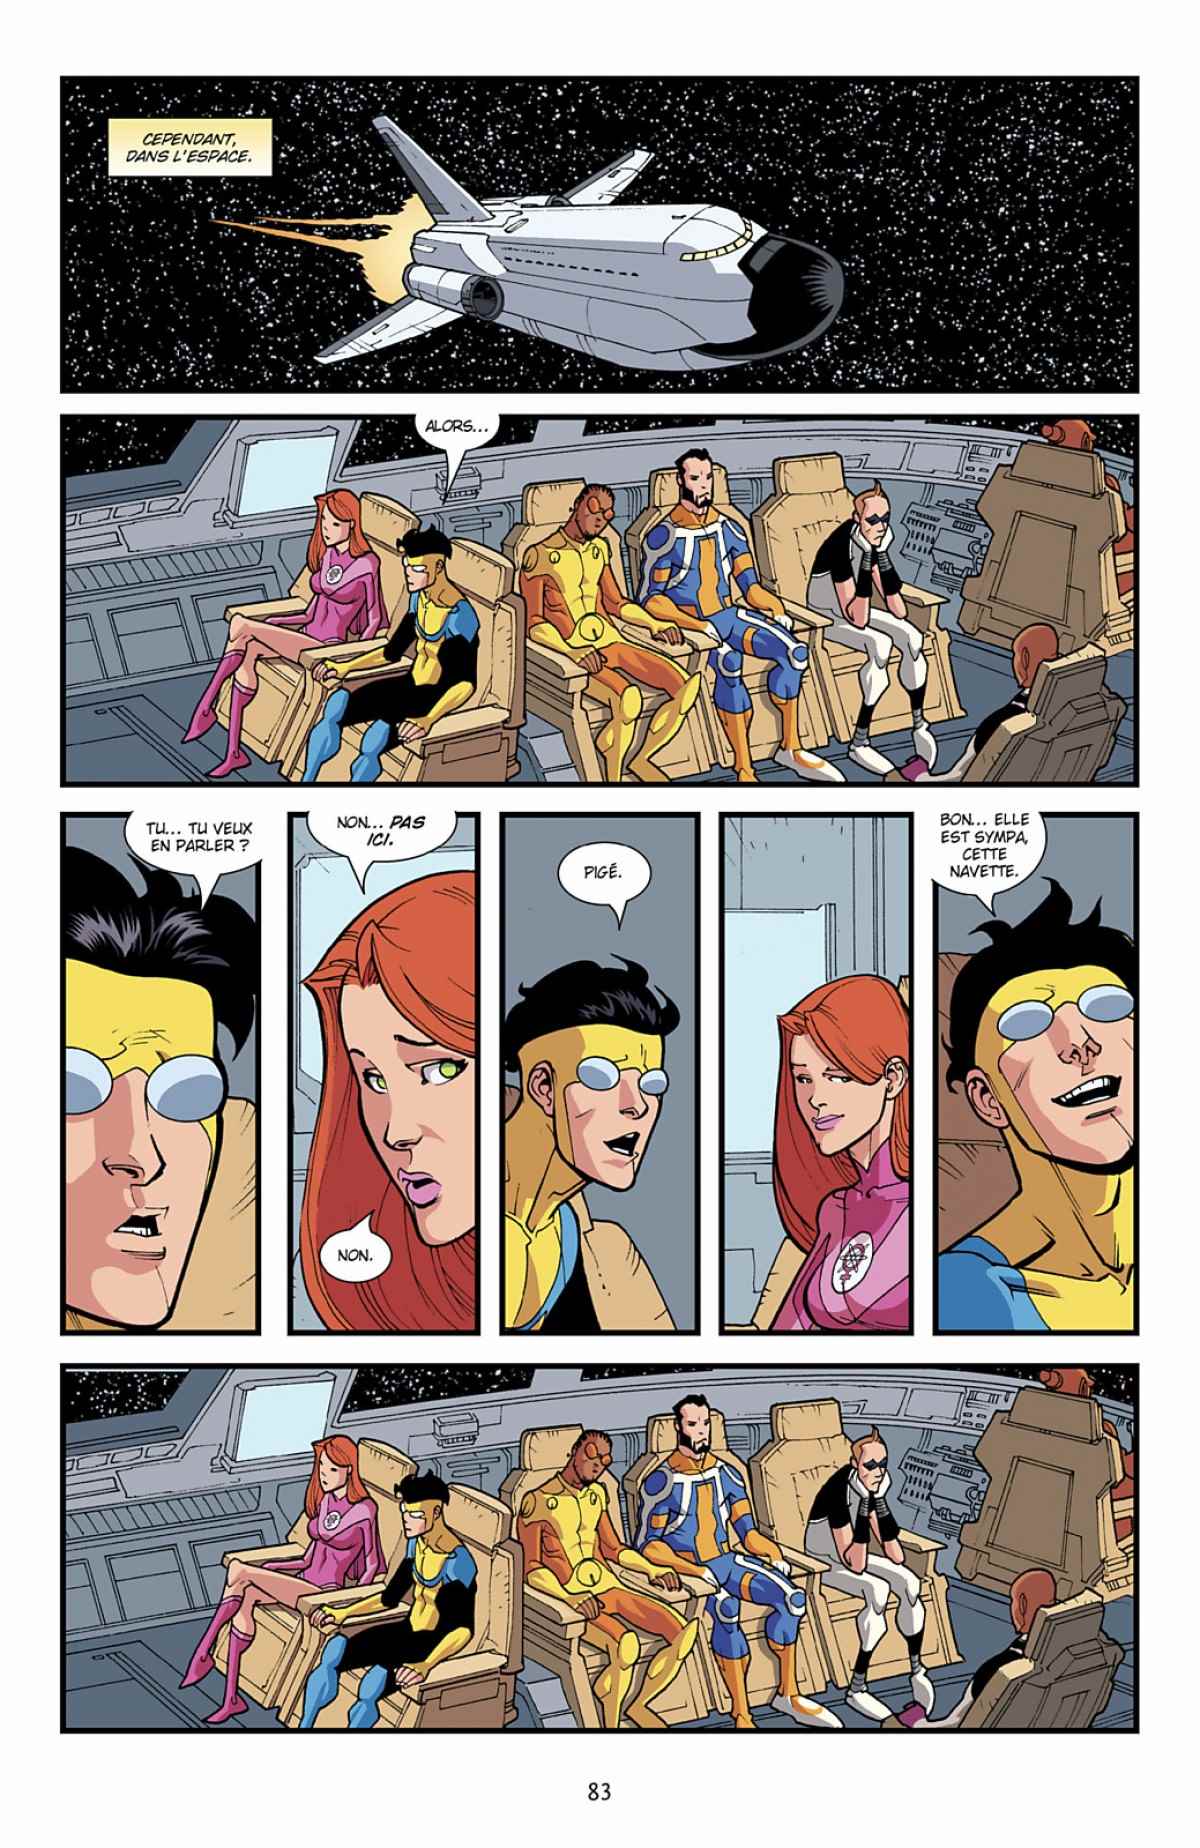 CEPENDANT,
DANS L'ESPACE.
ALORS...
TU... TU VEUX
EN PARLER ?
NON... PAS
ICI.
NON.
PIGÉ.
BON... ELLE
EST SYMPA,
CETTE
NAVETTE.
83